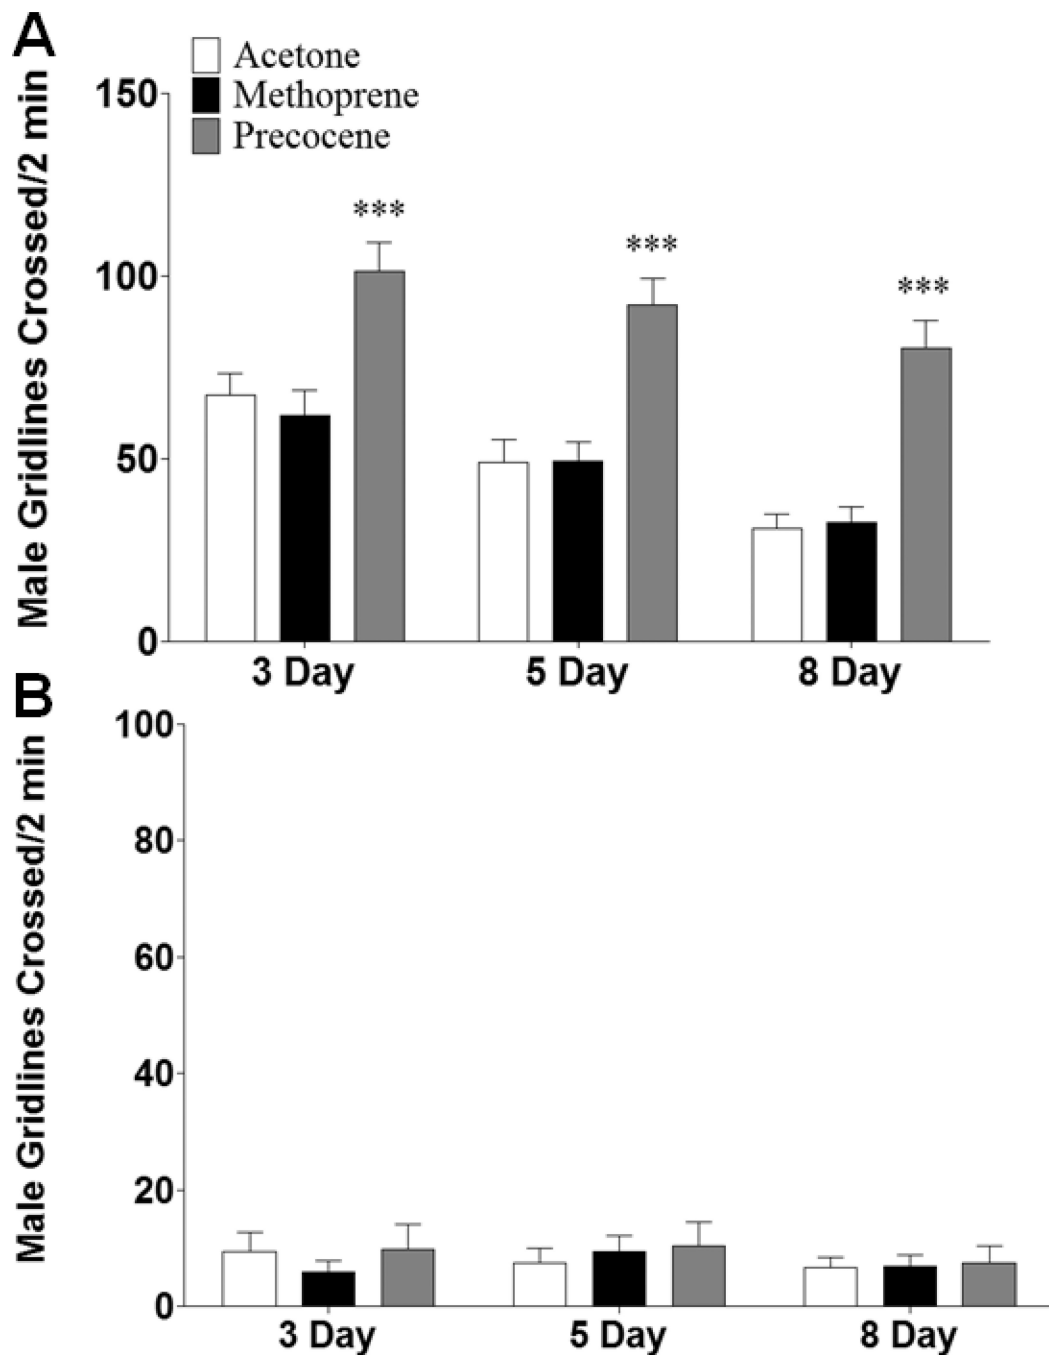 A
Acetone
Methoprene
Precocene
Male Gridlines Crossed/2 min
150
100
50
0
***
***
***
3 Day
5 Day
8 Day
B
Male Gridlines Crossed/2 min
100
80
60
40
20
0
3 Day
5 Day
8 Day